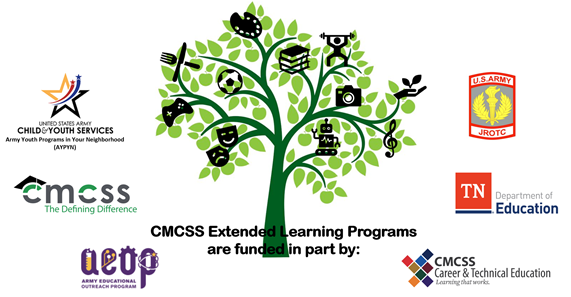 UNITED STATES ARMY
CHILD & YOUTH SERVICES
Army Youth Programs in Your Neighborhood
(AYPYN)
U.S. ARMY
JROTC
cmcss
The Defining Difference
TN
Department of
Education
CMCSS Extended Learning Programs
are funded in part by:
aeop
ARMY EDUCATIONAL
OUTREACH PROGRAM
CMCSS
Career & Technical Education
Learning that works.